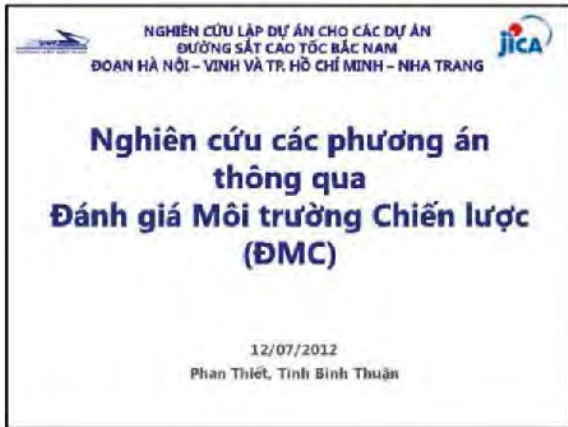 NGHIÊN CỨU LẬP DỰ ÁN CHO CÁC DỰ ÁN
ĐƯỜNG SẮT CAO TỐC BẮC NAM
ĐOẠN HÀ NỘI – VINH VÀ TP. HỒ CHÍ MINH – NHA TRANG
jICA
Nghiên cứu các phương án
thông qua
Đánh giá Môi trường Chiến lược
(ĐMC)
12/07/2012
Phan Thiết, Tỉnh Bình Thuận